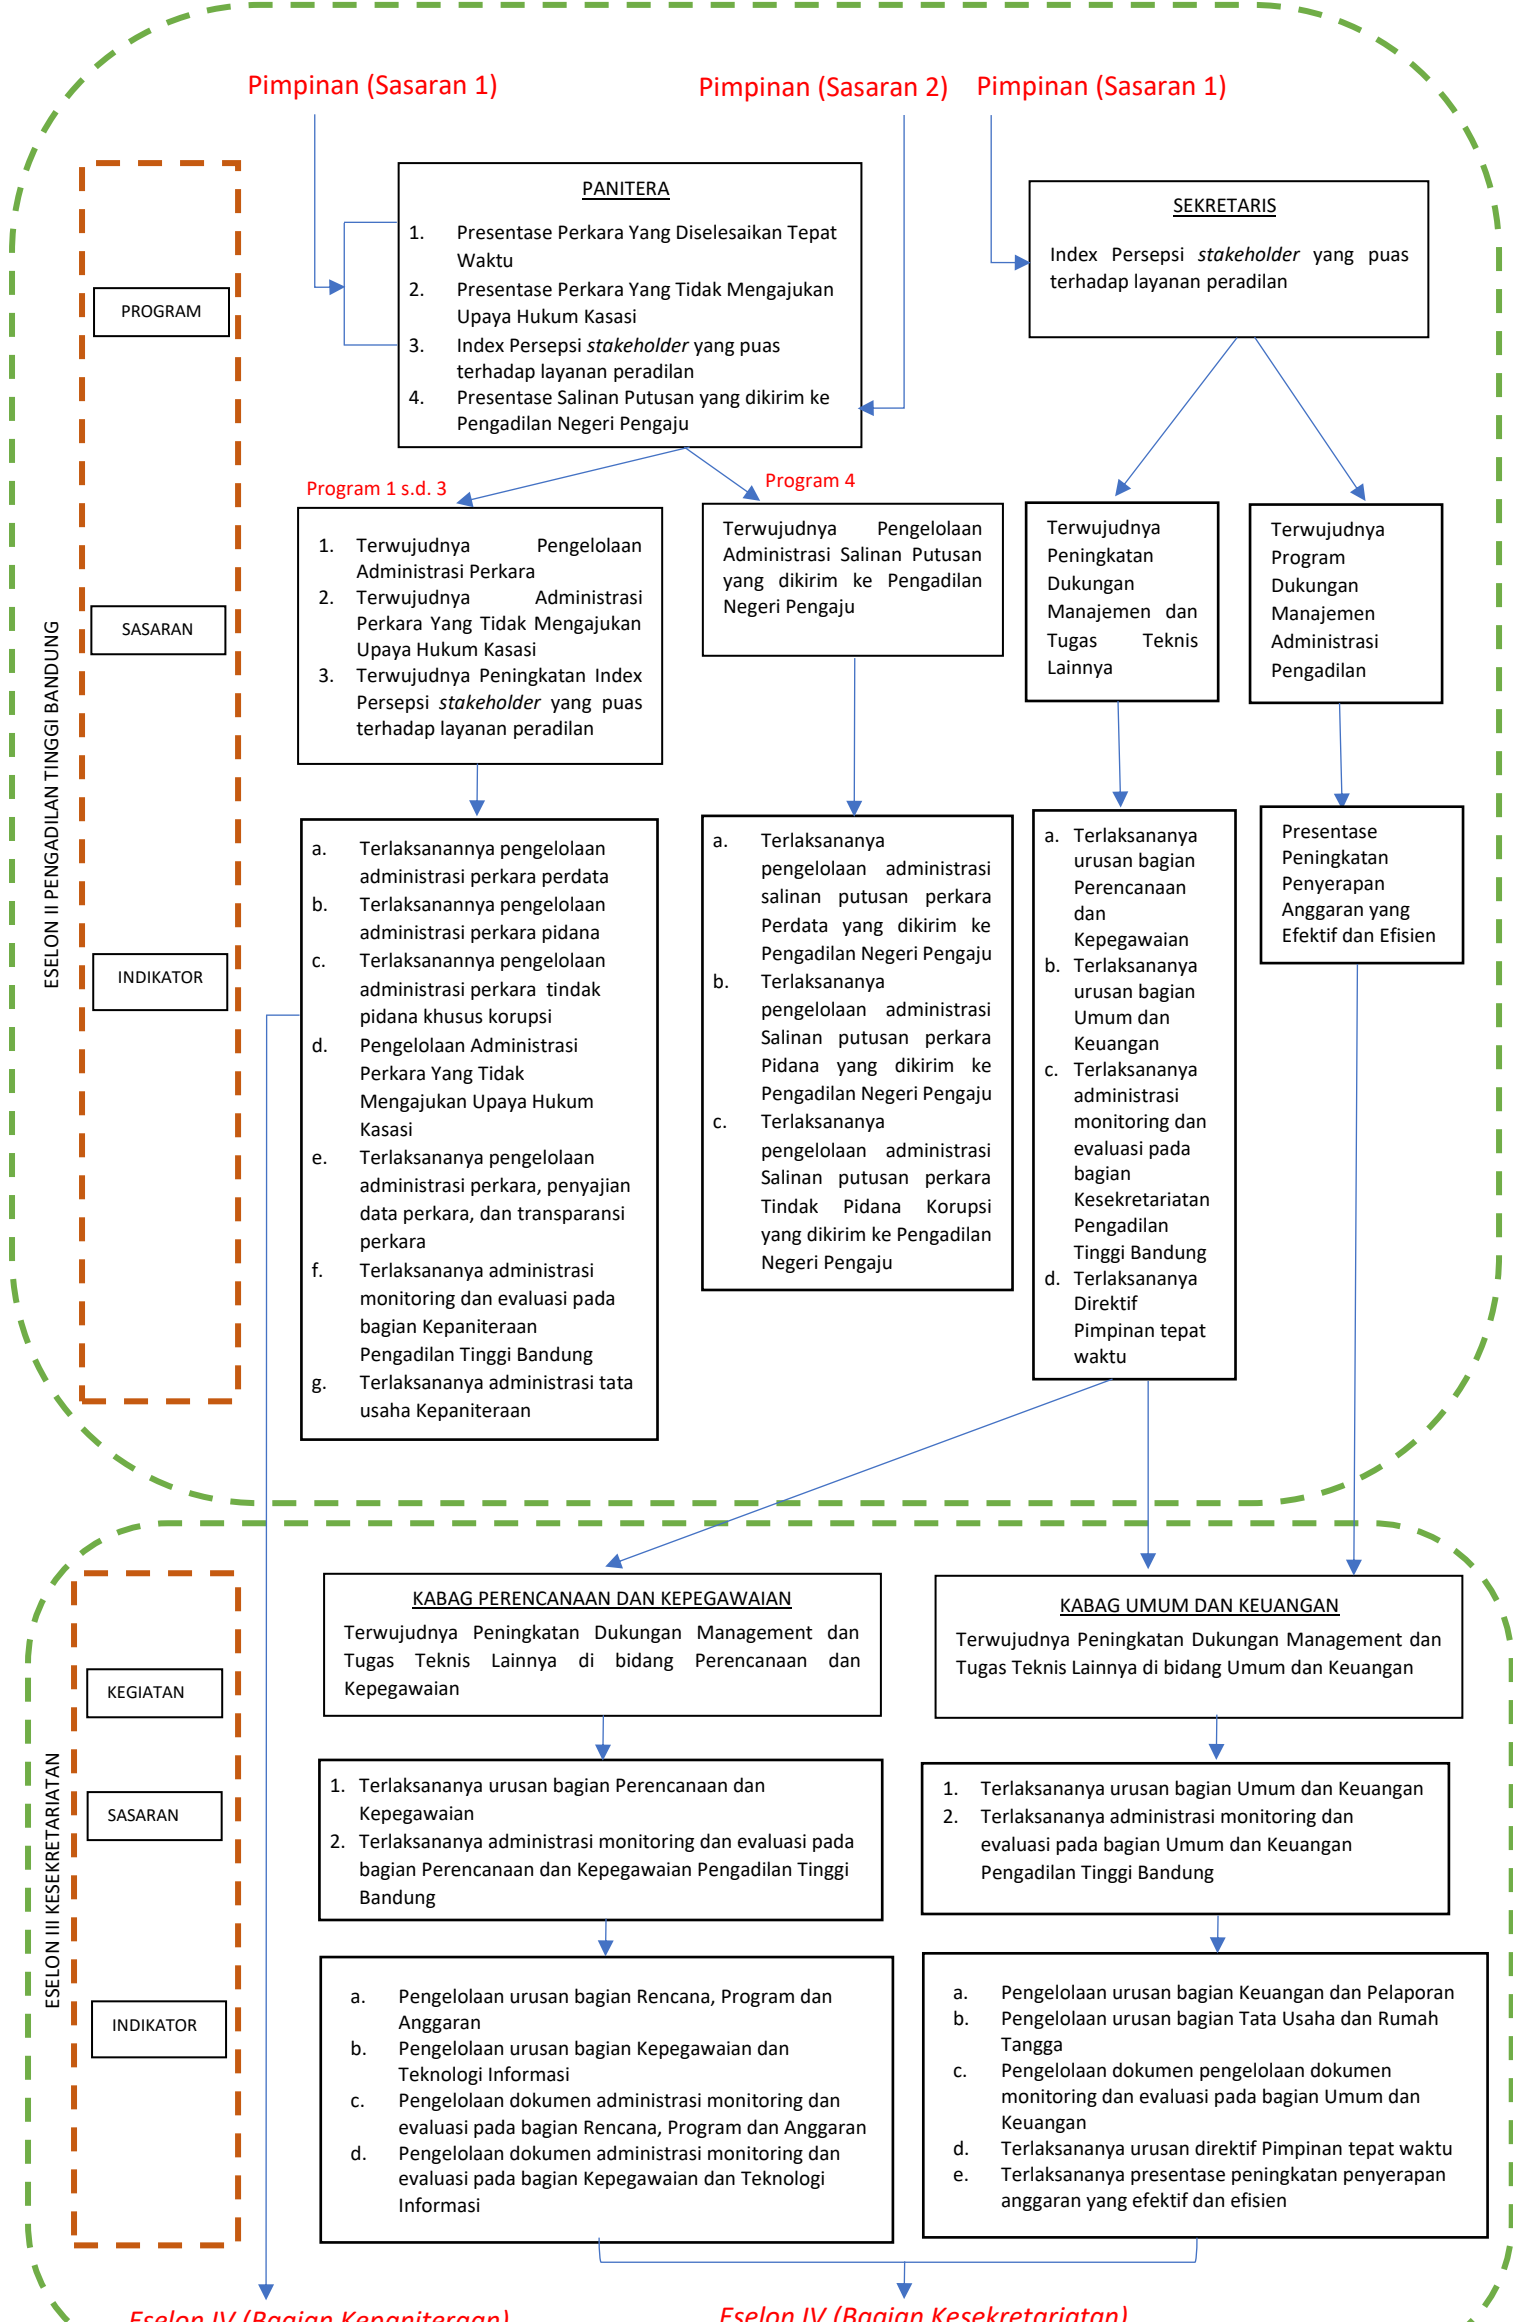 Pimpinan (Sasaran 1)
Pimpinan (Sasaran 2)
Pimpinan (Sasaran 1)
ESELON II PENGADILAN TINGGI BANDUNG
PROGRAM
SASARAN
INDIKATOR
PANITERA
1. Presentase Perkara Yang Diselesaikan Tepat
Waktu
2. Presentase Perkara Yang Tidak Mengajukan
Upaya Hukum Kasasi
3. Index Persepsi stakeholder yang puas
terhadap layanan peradilan
4. Presentase Salinan Putusan yang dikirim ke
Pengadilan Negeri Pengaju
SEKRETARIS
Index Persepsi stakeholder yang puas
terhadap layanan peradilan
Program 1 s.d. 3
Program 4
1. Terwujudnya Pengelolaan
Administrasi Perkara
2. Terwujudnya Administrasi
Perkara Yang Tidak Mengajukan
Upaya Hukum Kasasi
3. Terwujudnya Peningkatan Index
Persepsi stakeholder yang puas
terhadap layanan peradilan
Terwujudnya Pengelolaan
Administrasi Salinan Putusan
yang dikirim ke Pengadilan
Negeri Pengaju
Terwujudnya
Peningkatan
Dukungan
Manajemen dan
Tugas Teknis
Lainnya
Terwujudnya
Program
Dukungan
Manajemen
Administrasi
Pengadilan
a. Terlaksanannya pengelolaan
administrasi perkara perdata
b. Terlaksanannya pengelolaan
administrasi perkara pidana
c. Terlaksanannya pengelolaan
administrasi perkara tindak
pidana khusus korupsi
d. Pengelolaan Administrasi
Perkara Yang Tidak
Mengajukan Upaya Hukum
Kasasi
e. Terlaksananya pengelolaan
administrasi perkara, penyajian
data perkara, dan transparansi
perkara
f. Terlaksananya administrasi
monitoring dan evaluasi pada
bagian Kepaniteraan
Pengadilan Tinggi Bandung
g. Terlaksananya administrasi tata
usaha Kepaniteraan
a. Terlaksananya
pengelolaan administrasi
salinan putusan perkara
Perdata yang dikirim ke
Pengadilan Negeri Pengaju
b. Terlaksananya
pengelolaan administrasi
Salinan putusan perkara
Pidana yang dikirim ke
Pengadilan Negeri Pengaju
c. Terlaksananya
pengelolaan administrasi
Salinan putusan perkara
Tindak Pidana Korupsi
yang dikirim ke Pengadilan
Negeri Pengaju
a. Terlaksananya
urusan bagian
Perencanaan
dan
Kepegawaian
b. Terlaksananya
urusan bagian
Umum dan
Keuangan
c. Terlaksananya
administrasi
monitoring dan
evaluasi pada
bagian
Kesekretariatan
Pengadilan
Tinggi Bandung
d. Terlaksananya
Direktif
Pimpinan tepat
waktu
Presentase
Peningkatan
Penyerapan
Anggaran yang
Efektif dan Efisien
ESELON III KESEKRETARIATAN
KEGIATAN
SASARAN
INDIKATOR
KABAG PERENCANAAN DAN KEPEGAWAIAN
Terwujudnya Peningkatan Dukungan Management dan
Tugas Teknis Lainnya di bidang Perencanaan dan
Kepegawaian
KABAG UMUM DAN KEUANGAN
Terwujudnya Peningkatan Dukungan Management dan
Tugas Teknis Lainnya di bidang Umum dan Keuangan
1. Terlaksananya urusan bagian Perencanaan dan
Kepegawaian
2. Terlaksananya administrasi monitoring dan evaluasi pada
bagian Perencanaan dan Kepegawaian Pengadilan Tinggi
Bandung
1. Terlaksananya urusan bagian Umum dan Keuangan
2. Terlaksananya administrasi monitoring dan
evaluasi pada bagian Umum dan Keuangan
Pengadilan Tinggi Bandung
a. Pengelolaan urusan bagian Rencana, Program dan
Anggaran
b. Pengelolaan urusan bagian Kepegawaian dan
Teknologi Informasi
c. Pengelolaan dokumen administrasi monitoring dan
evaluasi pada bagian Rencana, Program dan Anggaran
d. Pengelolaan dokumen administrasi monitoring dan
evaluasi pada bagian Kepegawaian dan Teknologi
Informasi
a. Pengelolaan urusan bagian Keuangan dan Pelaporan
b. Pengelolaan urusan bagian Tata Usaha dan Rumah
Tangga
c. Pengelolaan dokumen pengelolaan dokumen
monitoring dan evaluasi pada bagian Umum dan
Keuangan
d. Terlaksananya urusan direktif Pimpinan tepat waktu
e. Terlaksananya presentase peningkatan penyerapan
anggaran yang efektif dan efisien
Eselon IV (Bagian Kepaniteraan)
Eselon IV (Bagian Kesekretariatan)